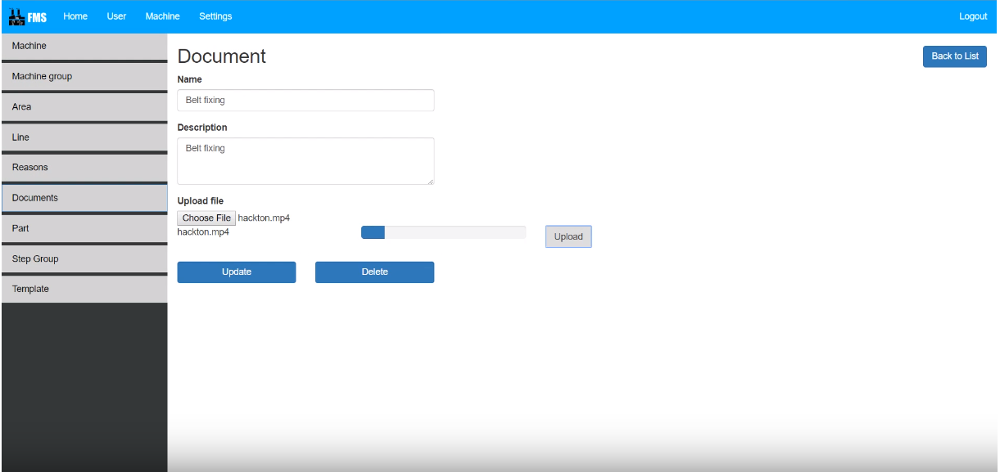 FMS Home User Machine Settings Logout
Machine
Machine group
Area
Line
Reasons
Documents
Part
Step Group
Template
Document
Back to List
Name
Belt fixing
Description
Belt fixing
Upload file
Choose File hackton.mp4
hackton.mp4
Upload
Update Delete